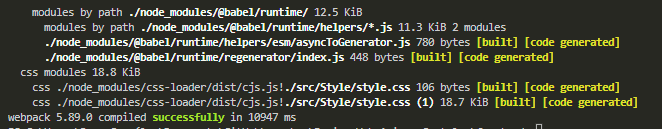 modules by path ./node_modules/@babel/runtime/ 12.5 KiB
modules by path ./node_modules/@babel/runtime/helpers/*.js 11.3 KiB 2 modules
./node_modules/@babel/runtime/helpers/esm/asyncToGenerator.js 780 bytes [built] [code generated]
./node_modules/@babel/runtime/regenerator/index.js 448 bytes [built] [code generated]
css modules 18.8 KiB
css ./node_modules/css-loader/dist/cjs.js!./src/Style/style.css 106 bytes [built] [code generated]
css ./node_modules/css-loader/dist/cjs.js!./src/Style/style.css (1) 18.7 KiB [built] [code generated]
webpack 5.89.0 compiled successfully in 10947 ms